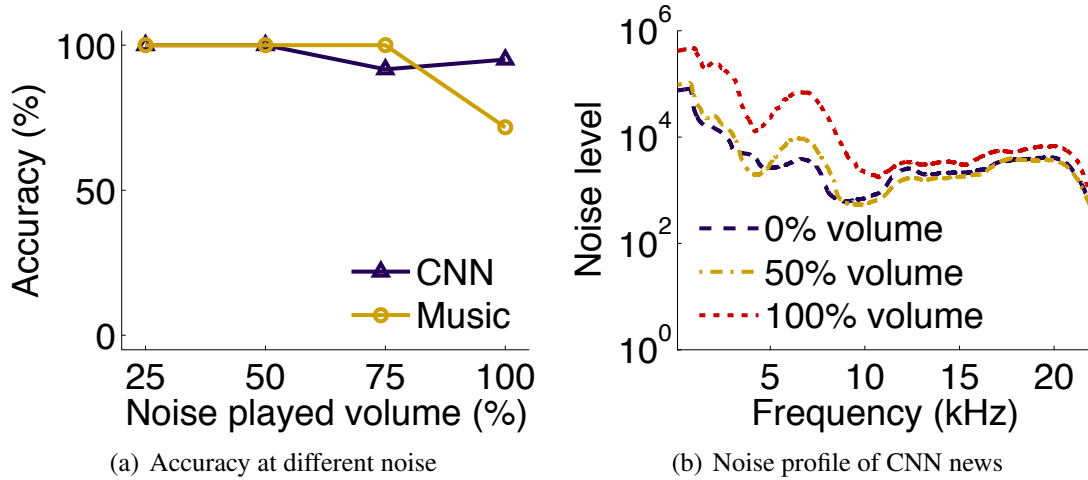 Accuracy (%)
100
50
0
CNN
Music
25 50 75 100
Noise played volume (%)
(a) Accuracy at different noise
Noise level
10^6
10^4
10^2
10^0
0% volume
50% volume
100% volume
5 10 15 20
Frequency (kHz)
(b) Noise profile of CNN news